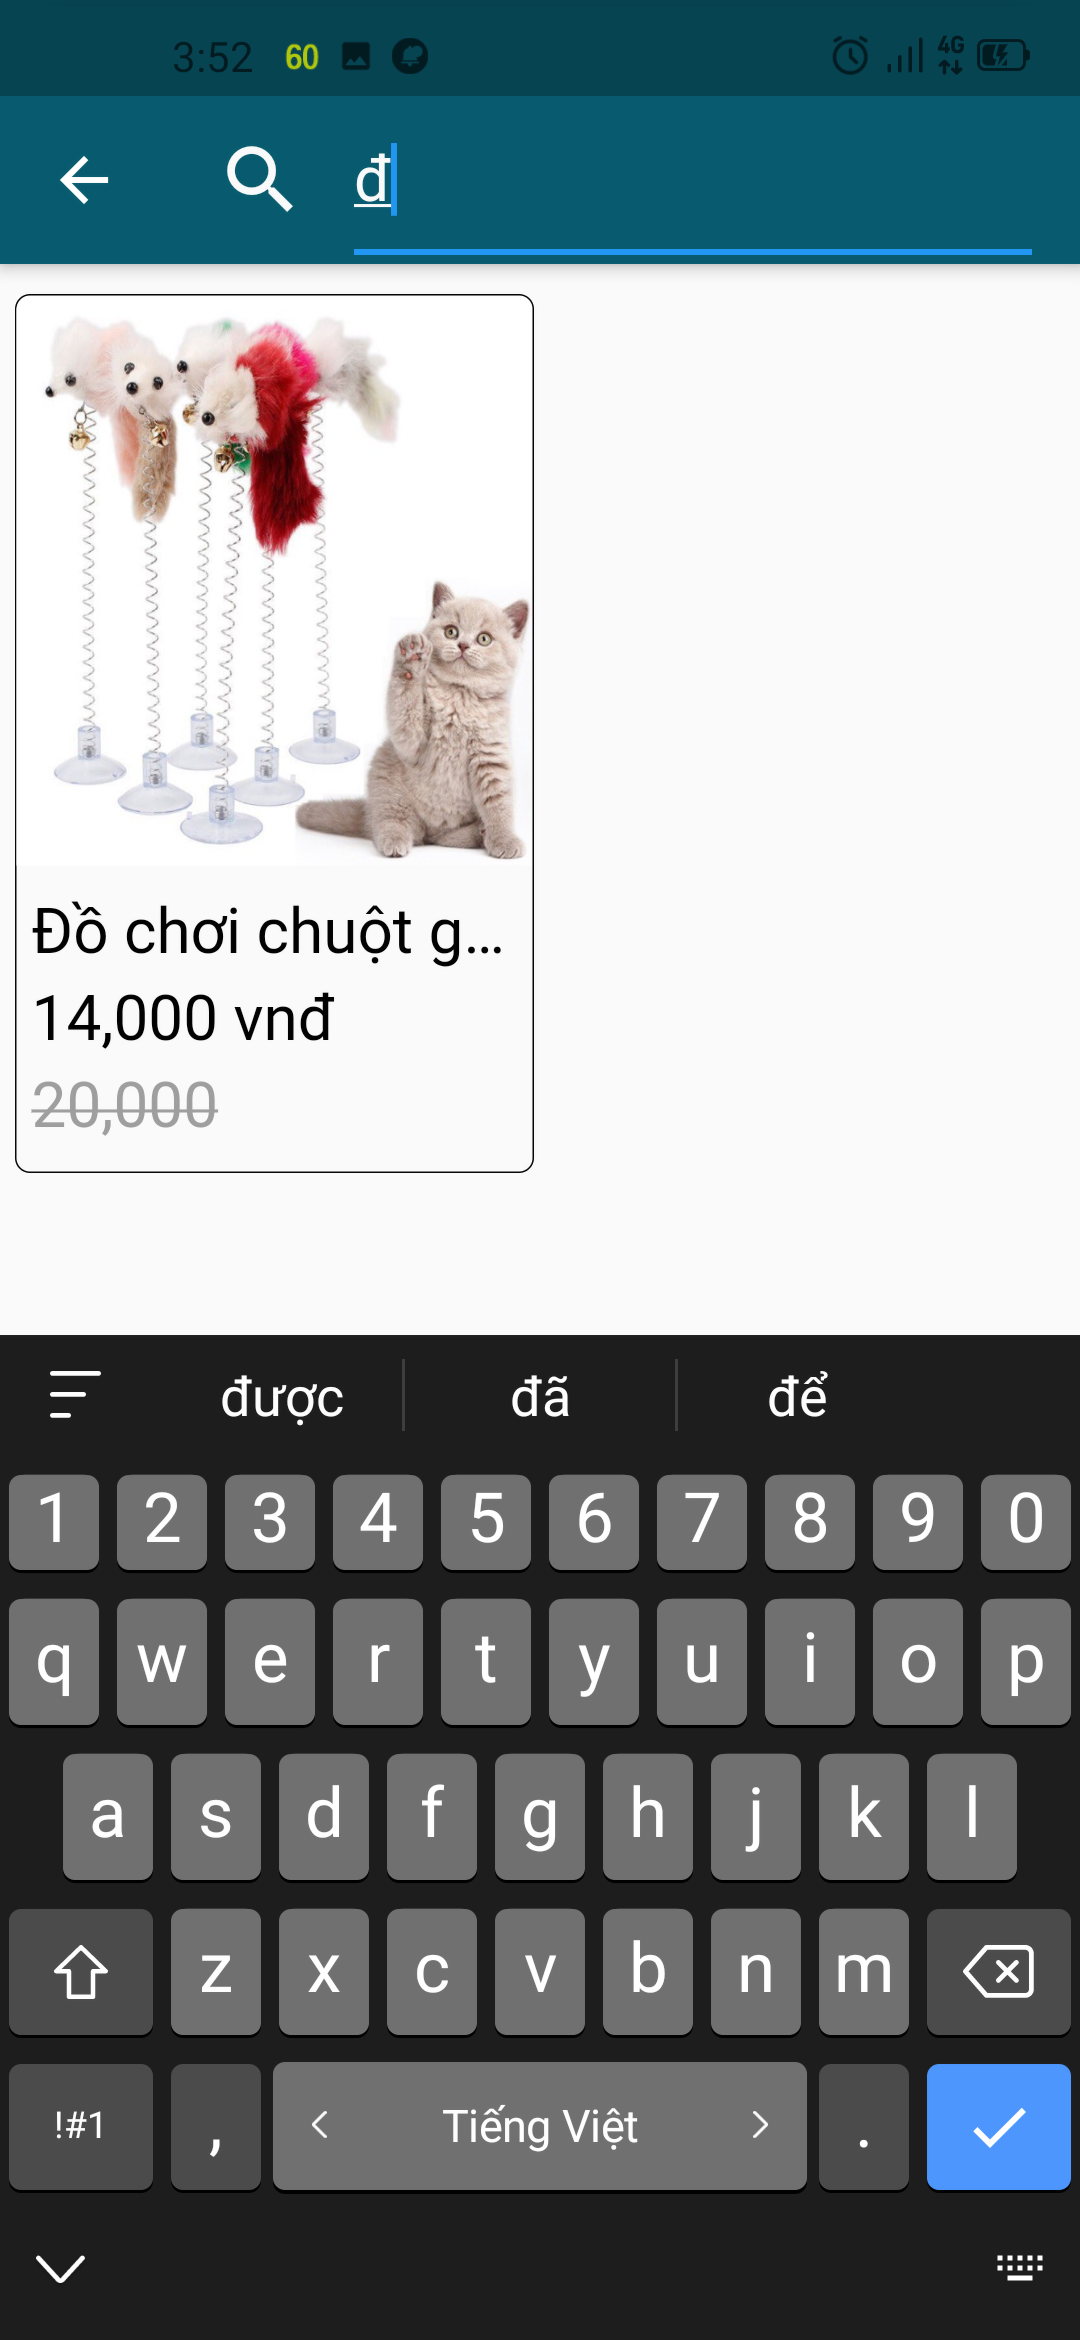 3:52 60 4G
đ
Đồ chơi chuột g...
14,000 vnđ
20,000
được đã để
1 2 3 4 5 6 7 8 9 0
q w e r t y u i o p
a s d f g h j k l
z x c v b n m
!#1 , Tiếng Việt .